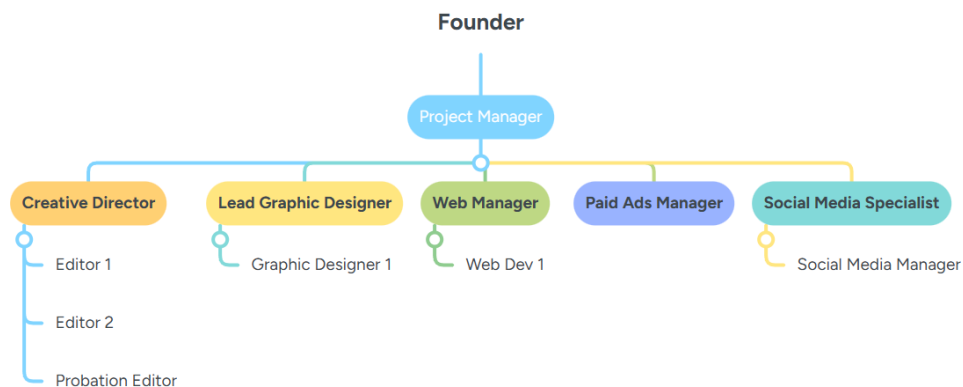 Founder
Project Manager
Creative Director
Lead Graphic Designer
Web Manager
Paid Ads Manager
Social Media Specialist
Editor 1
Graphic Designer 1
Web Dev 1
Social Media Manager
Editor 2
Probation Editor